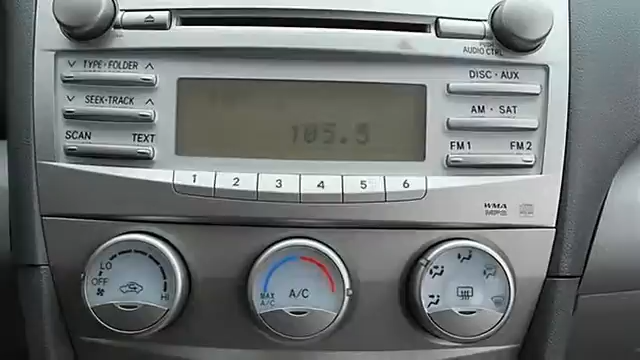 PUSH
AUDIO CTRL
TYPE·FOLDER
DISC·AUX
SEEK·TRACK
AM·SAT
105.5
SCAN TEXT
FM1 FM2
1 2 3 4 5 6
WMA
MP3
LO
OFF
HI
MAX
A/C
A/C